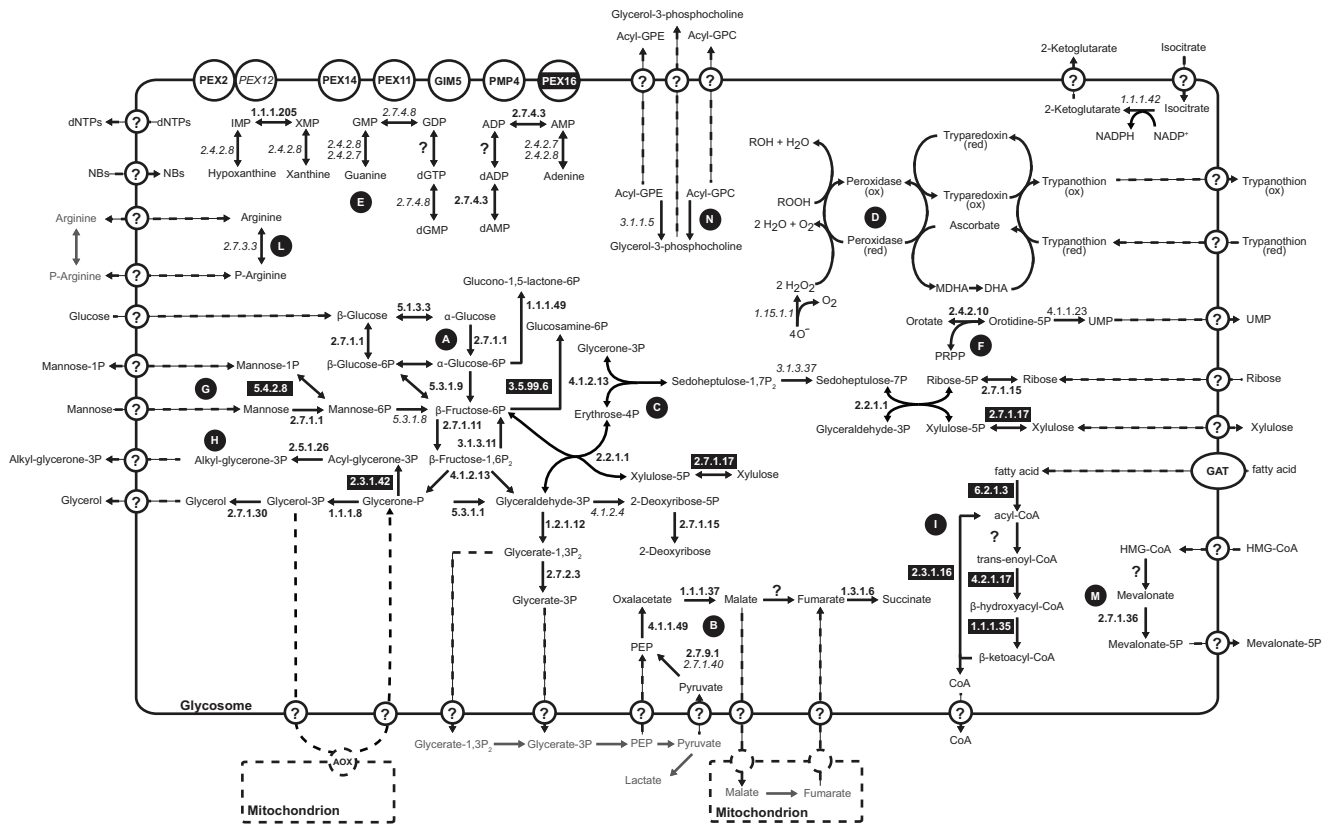 Glycerol-3-phosphocholine
Acyl-GPE
Acyl-GPC
2-Ketoglutarate
Isocitrate
PEX2
PEX12
PEX14
PEX11
GIM5
PMP4
PEX16
?
?
?
?
?
2-Ketoglutarate
1.1.1.42
Isocitrate
NADPH
NADP+
dNTPs
?
dNTPs
IMP
1.1.1.205
XMP
2.4.2.8
2.4.2.8
Hypoxanthine
Xanthine
GMP
2.7.4.8
GDP
2.4.2.8
2.4.2.7
?
Guanine
dGTP
E
2.7.4.8
dGMP
ADP
2.7.4.3
AMP
?
2.4.2.7
2.4.2.8
dADP
Adenine
2.7.4.3
dAMP
NBs
?
NBs
Arginine
?
Arginine
2.7.3.3
L
P-Arginine
?
P-Arginine
Acyl-GPE
Acyl-GPC
3.1.1.5
N
Glycerol-3-phosphocholine
ROH + H2O
ROOH
2 H2O + O2
Peroxidase
(ox)
D
Peroxidase
(red)
2 H2O2
1.15.1.1
O2
4O−
Tryparedoxin
(red)
Tryparedoxin
(ox)
Ascorbate
MDHA
DHA
Trypanothion
(ox)
?
Trypanothion
(ox)
Trypanothion
(red)
?
Trypanothion
(red)
Glucose
?
β-Glucose
5.1.3.3
α-Glucose
2.7.1.1
A
2.7.1.1
β-Glucose-6P
α-Glucose-6P
Glucono-1,5-lactone-6P
1.1.1.49
Glucosamine-6P
3.5.99.6
5.3.1.9
Mannose-1P
?
Mannose-1P
G
5.4.2.8
Mannose
?
Mannose
2.7.1.1
Mannose-6P
5.3.1.8
β-Fructose-6P
2.7.1.11
3.1.3.11
β-Fructose-1,6P2
4.1.2.13
Glycerone-3P
4.1.2.13
Erythrose-4P
C
2.2.1.1
Sedoheptulose-1,7P2
3.1.3.37
Sedoheptulose-7P
2.2.1.1
Glyceraldehyde-3P
Ribose-5P
2.7.1.15
Ribose
?
Ribose
Xylulose-5P
2.7.1.17
Xylulose
?
Xylulose
Orotate
2.4.2.10
Orotidine-5P
4.1.1.23
UMP
?
UMP
PRPP
F
Xylulose-5P
2.7.1.17
Xylulose
H
Alkyl-glycerone-3P
?
Alkyl-glycerone-3P
2.5.1.26
Acyl-glycerone-3P
2.3.1.42
Glycerol
?
Glycerol
2.7.1.30
Glycerol-3P
1.1.1.8
Glycerone-P
5.3.1.1
Glyceraldehyde-3P
4.1.2.4
2-Deoxyribose-5P
2.7.1.15
2-Deoxyribose
1.2.1.12
Glycerate-1,3P2
2.7.2.3
Glycerate-3P
Oxalacetate
1.1.1.37
Malate
?
Fumarate
1.3.1.6
Succinate
4.1.1.49
B
PEP
2.7.9.1
2.7.1.40
Pyruvate
fatty acid
GAT
fatty acid
6.2.1.3
acyl-CoA
I
?
trans-enoyl-CoA
2.3.1.16
4.2.1.17
β-hydroxyacyl-CoA
1.1.1.35
β-ketoacyl-CoA
CoA
HMG-CoA
?
HMG-CoA
?
M
Mevalonate
2.7.1.36
Mevalonate-5P
?
Mevalonate-5P
Glycosome
?
?
?
?
?
?
?
?
?
Glycerate-1,3P2
Glycerate-3P
PEP
Pyruvate
CoA
Lactate
AOX
Mitochondrion
Malate
Fumarate
Mitochondrion